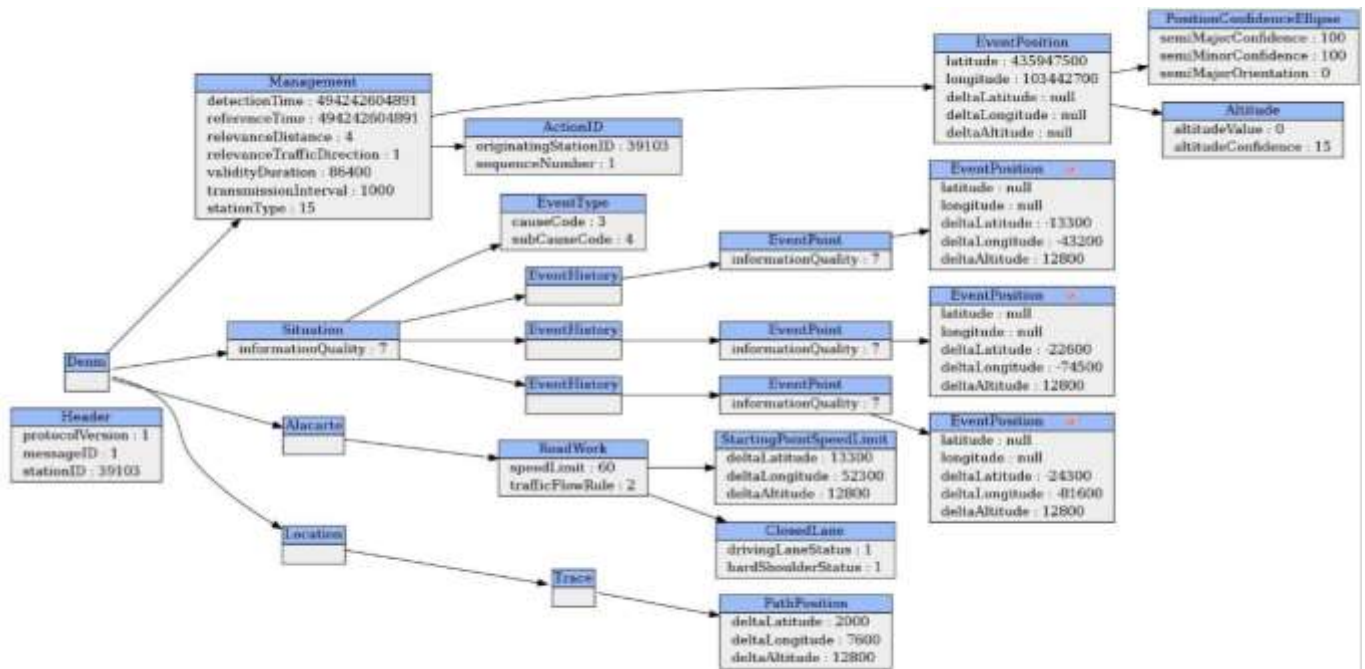 PositionConfidenceEllipse
semiMajorConfidence : 100
semiMinorConfidence : 100
semiMajorOrientation : 0
EventPosition
latitude : 435947500
longitude : 103442700
deltaLatitude : null
deltaLongitude : null
deltaAltitude : null
Altitude
altitudeValue : 0
altitudeConfidence : 15
Management
detectionTime : 494242604891
referenceTime : 494242604891
relevanceDistance : 4
relevanceTrafficDirection : 1
validityDuration : 86400
transmissionInterval : 1000
stationType : 15
ActionID
originatingStationID : 39103
sequenceNumber : 1
EventType
causeCode : 3
subCauseCode : 4
EventPosition
latitude : null
longitude : null
deltaLatitude : -13300
deltaLongitude : -43200
deltaAltitude : 12800
EventPoint
informationQuality : 7
EventHistory
Situation
informationQuality : 7
EventHistory
EventPoint
informationQuality : 7
EventPosition
latitude : null
longitude : null
deltaLatitude : -22600
deltaLongitude : -74500
deltaAltitude : 12800
EventHistory
EventPoint
informationQuality : 7
EventPosition
latitude : null
longitude : null
deltaLatitude : -24300
deltaLongitude : -81600
deltaAltitude : 12800
Denm
Header
protocolVersion : 1
messageID : 1
stationID : 39103
Alacarte
RoadWork
speedLimit : 60
trafficFlowRule : 2
StartingPointSpeedLimit
deltaLatitude : 13300
deltaLongitude : 52300
deltaAltitude : 12800
ClosedLane
drivingLaneStatus : 1
hardShoulderStatus : 1
Location
Trace
PathPosition
deltaLatitude : 2000
deltaLongitude : 7600
deltaAltitude : 12800